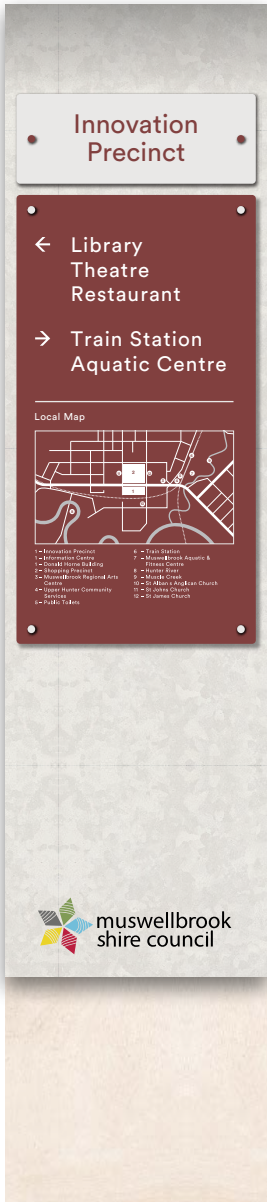 Innovation
Precinct
← Library
Theatre
Restaurant
→ Train Station
Aquatic Centre
Local Map
2
1
1 – Innovation Precinct
1 – Information Centre
1 – Donald Horne Building
2 – Shopping Precinct
3 – Muswellbrook Regional Arts
Centre
4 – Upper Hunter Community
Services
5 – Public Toilets
6 – Train Station
7 – Muswellbrook Aquatic &
Fitness Centre
8 – Hunter River
9 – Muscle Creek
10 – St Alban's Anglican Church
11 – St Johns Church
12 – St James Church
muswellbrook
shire council